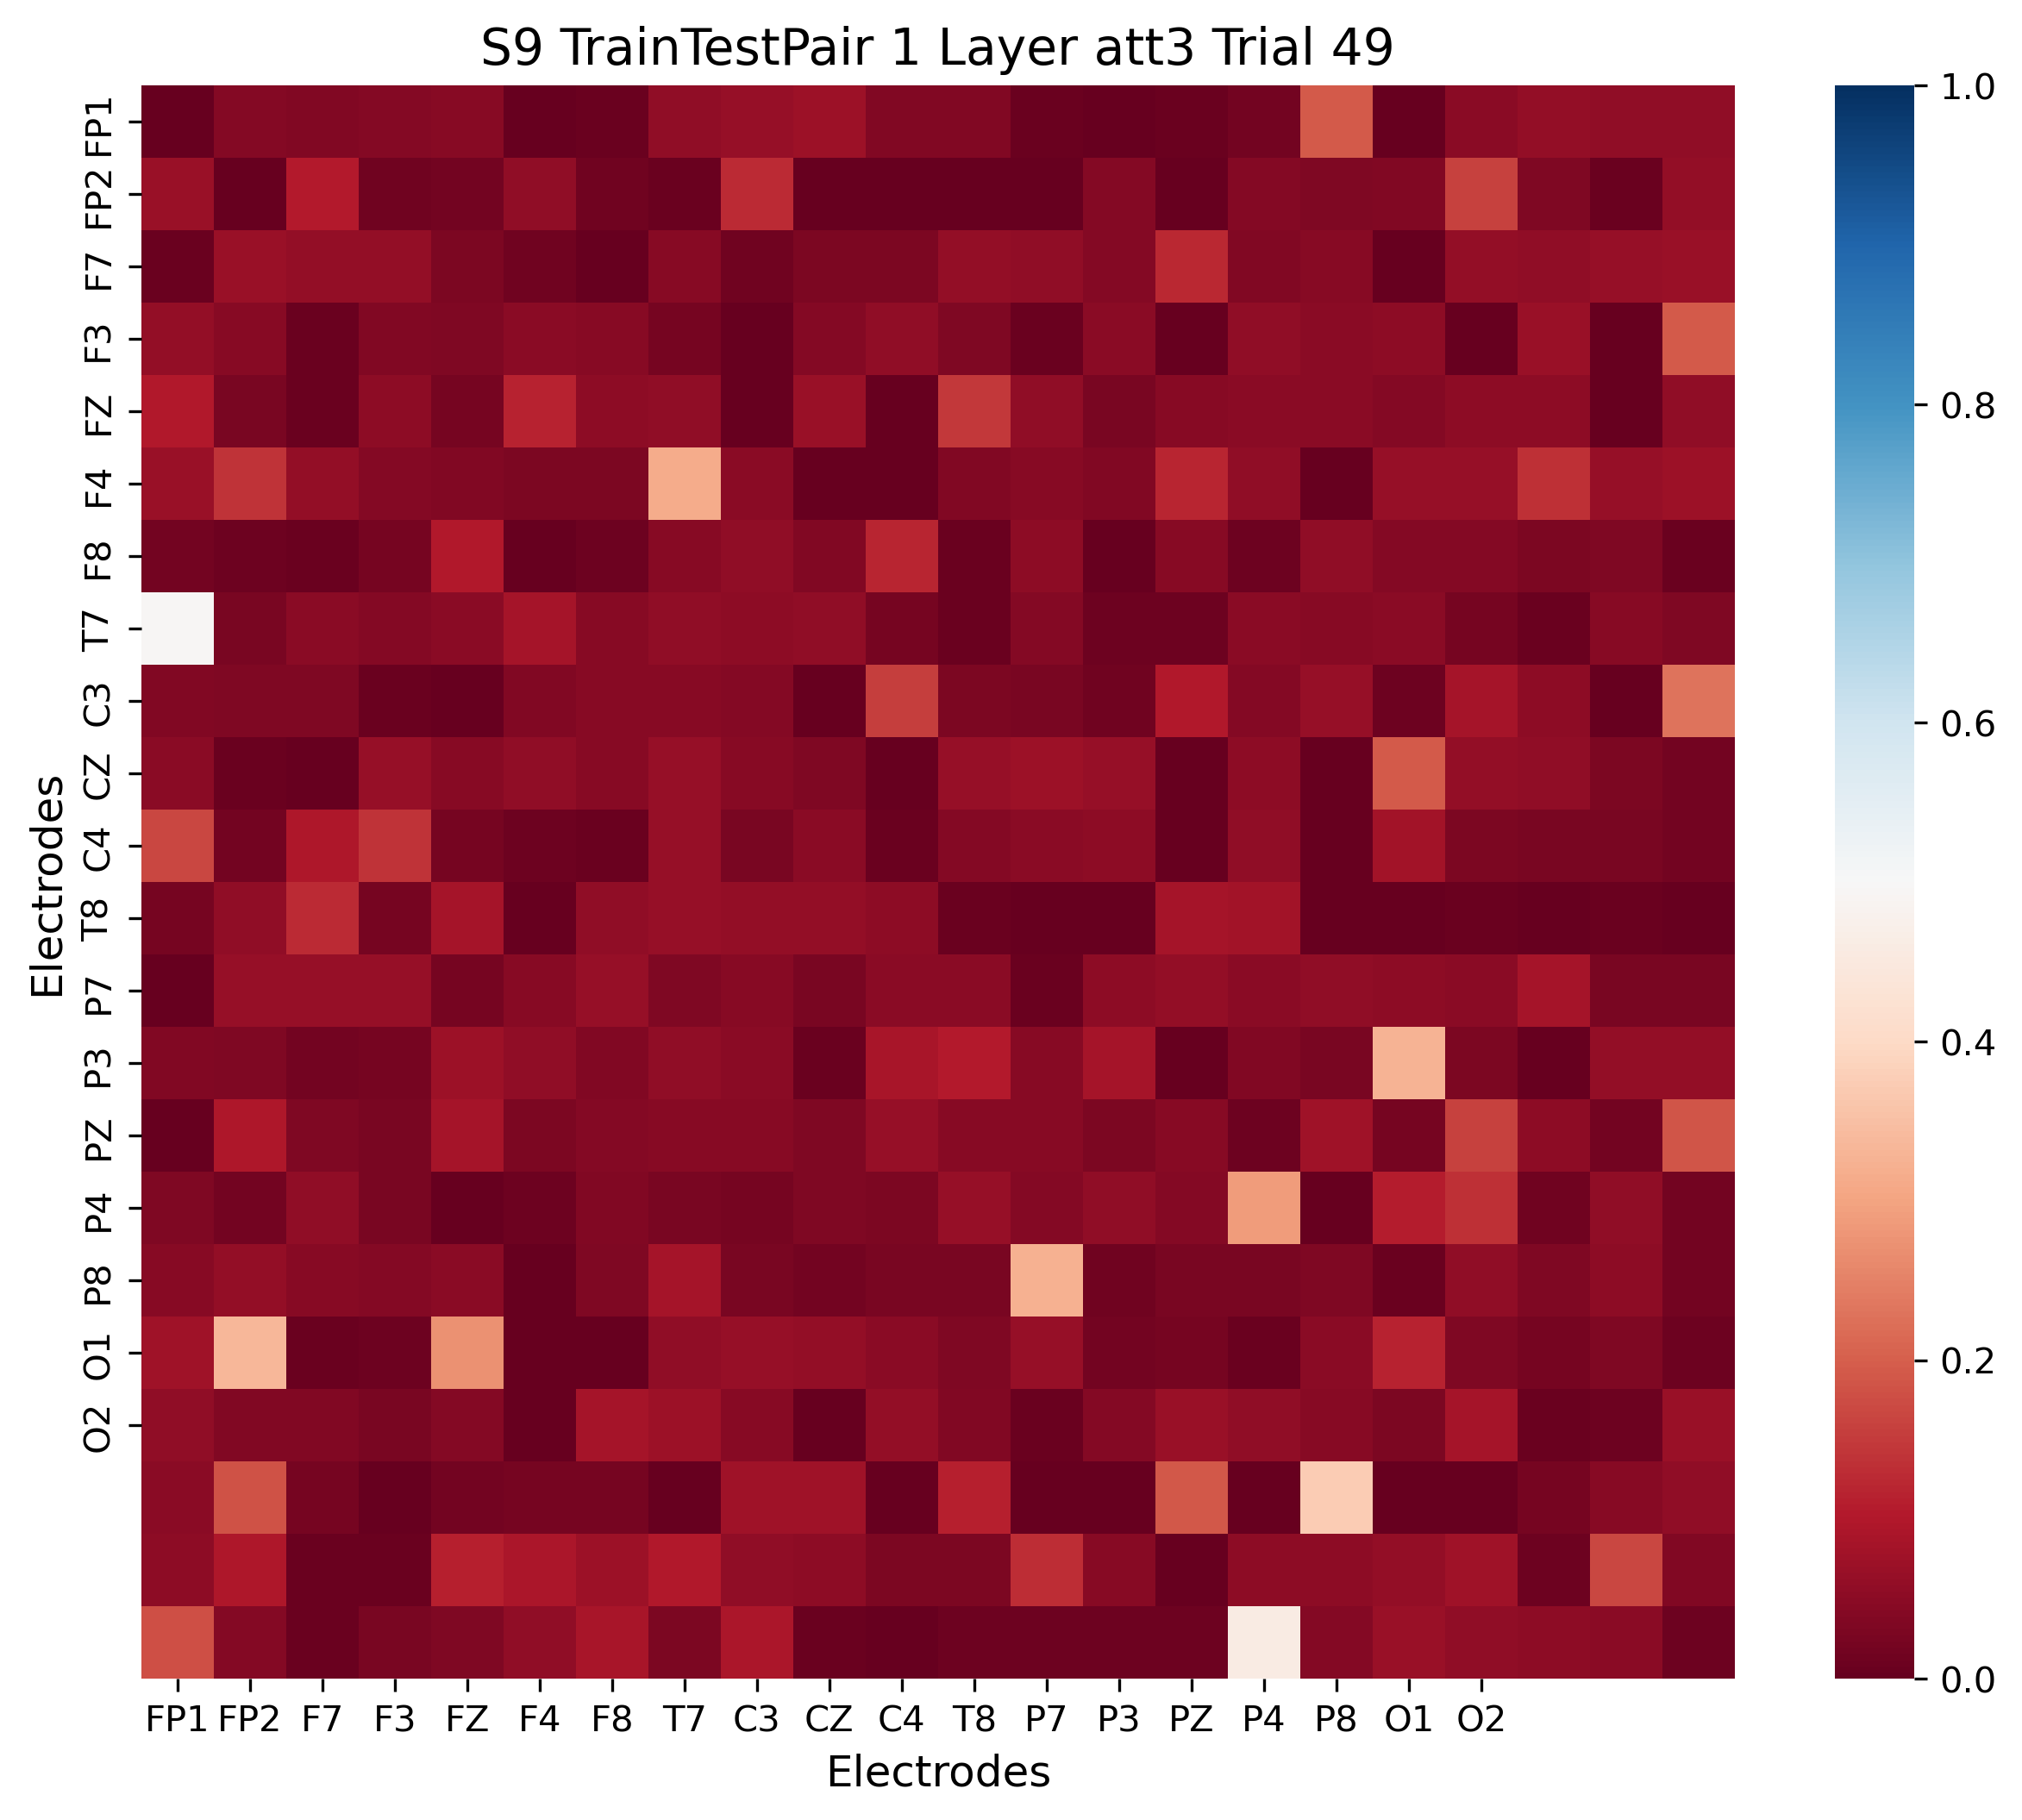 S9 TrainTestPair 1 Layer att3 Trial 49
Electrodes
FP1
FP2
F7
F3
FZ
F4
F8
T7
C3
CZ
C4
T8
P7
P3
PZ
P4
P8
O1
O2
FP1 FP2 F7 F3 FZ F4 F8 T7 C3 CZ C4 T8 P7 P3 PZ P4 P8 O1 O2
Electrodes
1.0
0.8
0.6
0.4
0.2
0.0